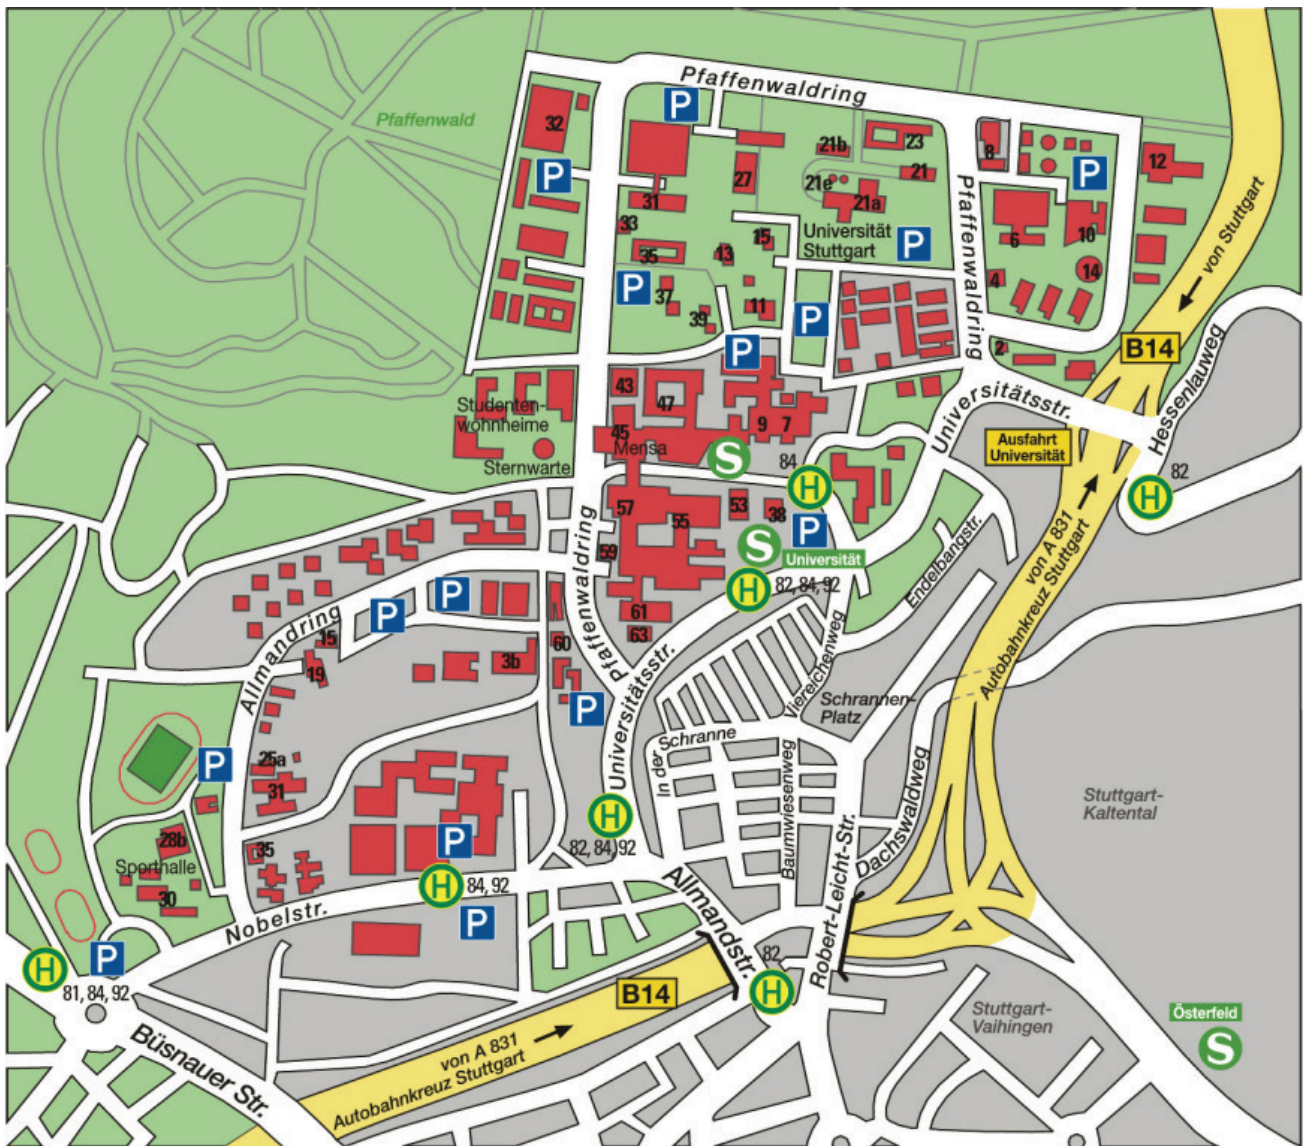 Pfaffenwaldring
P
Pfaffenwald
32
P
P
31
27
21b
23
21
21e
21a
8
12
P
Universität
Stuttgart
P
33
35
13
15
6
10
4
14
P
37
39
11
P
P
2
Pfaffenwaldring
von Stuttgart
B14
Hessenlauweg
43
47
9
7
45
Mensa
S
Studenten-
wohnheime
Sternwarte
Universitätsstr.
Ausfahrt
Universität
84
H
82
H
57
55
53
38
P
59
S
Universität
H
82, 84, 92
61
63
Pfaffenwaldring
Endelbangstr.
von A 831
Autobahnkreuz Stuttgart
Allmandring
P
P
15
19
3b
60
P
Universitätsstr.
Viereichenweg
Schrannen-
Platz
In der
Schranne
Baumwiesenweg
Robert-Leicht-Str.
Dachswaldweg
Stuttgart-
Kaltental
P
25a
31
28b
35
Sporthalle
30
P
H
84, 92
P
H
82, 84, 92
Nobelstr.
Allmandstr.
H
81, 84, 92
P
82
H
B14
von A 831
Autobahnkreuz Stuttgart
Büsnauer Str.
Stuttgart-
Vaihingen
Österfeld
S